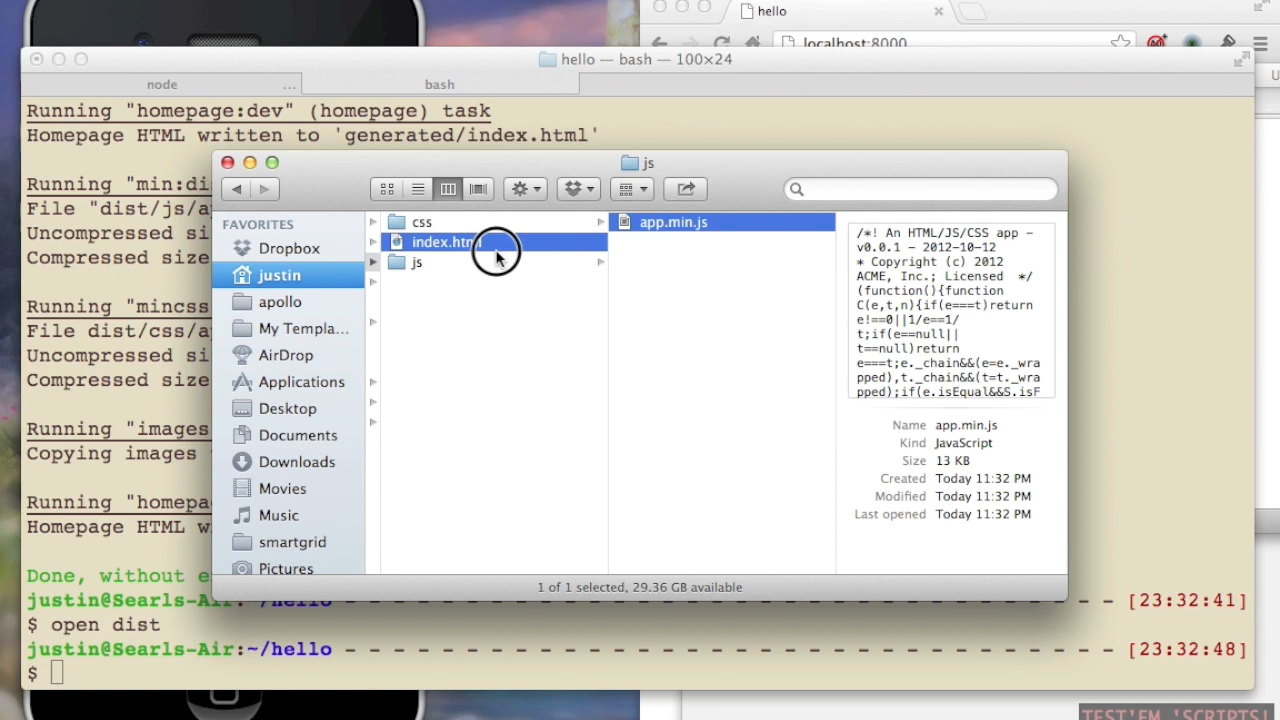 hello
localhost:8000
hello — bash — 100×24
node ...
bash
Running "homepage:dev" (homepage) task
Homepage HTML written to 'generated/index.html'
js
Running "min:di
File "dist/js/a
Uncompressed si
Compressed size
Running "mincss
File dist/css/a
Uncompressed si
Compressed size
Running "images
Copying images
Running "homepa
Homepage HTML w
FAVORITES
Dropbox
justin
apollo
My Templa...
AirDrop
Applications
Desktop
Documents
Downloads
Movies
Music
smartgrid
Pictures
css
index.html
js
app.min.js
/*! An HTML/JS/CSS app -
v0.0.1 - 2012-10-12
* Copyright (c) 2012
ACME, Inc.; Licensed */
(function(){function
C(e,t,n){if(e===t)return
e!==0||1/e==1/
t;if(e==null||
t==null)return
e===t;e._chain&&(e=e._wra
pped),t._chain&&(t=t._wra
pped);if(e.isEqual&&S.isF
Name app.min.js
Kind JavaScript
Size 13 KB
Created Today 11:32 PM
Modified Today 11:32 PM
Last opened Today 11:32 PM
1 of 1 selected, 29.36 GB available
Done, without e
justin@Searls-Air:~/hello - - - - - - - - - - - - - - - - - - - - - - - - - - - - - - - - [23:32:41]
$ open dist
justin@Searls-Air:~/hello - - - - - - - - - - - - - - - - - - - - - - - - - - - - - - - - [23:32:48]
$
TEST'EM 'SCRIPTS!